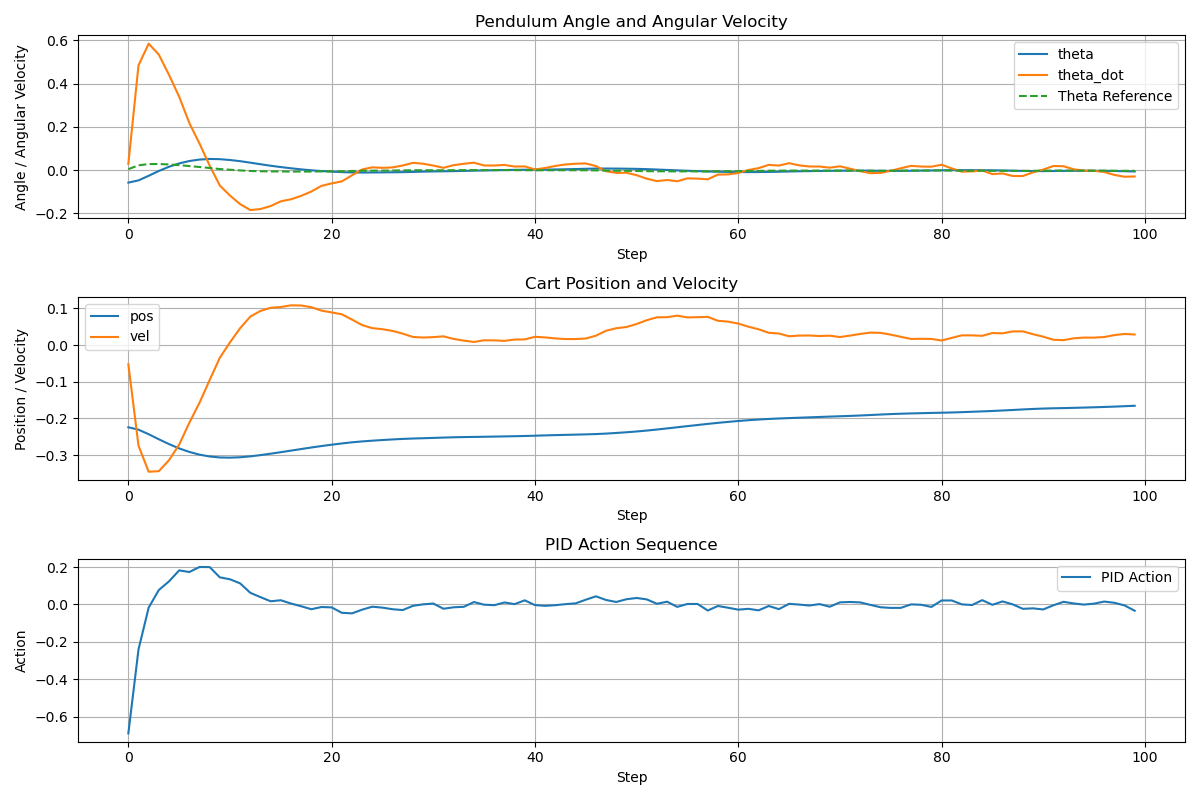 Pendulum Angle and Angular Velocity
Angle / Angular Velocity
0.6
0.4
0.2
0.0
−0.2
theta
theta_dot
Theta Reference
0 20 40 60 80 100
Step
Cart Position and Velocity
Position / Velocity
0.1
0.0
−0.1
−0.2
−0.3
pos
vel
0 20 40 60 80 100
Step
PID Action Sequence
Action
0.2
0.0
−0.2
−0.4
−0.6
PID Action
0 20 40 60 80 100
Step